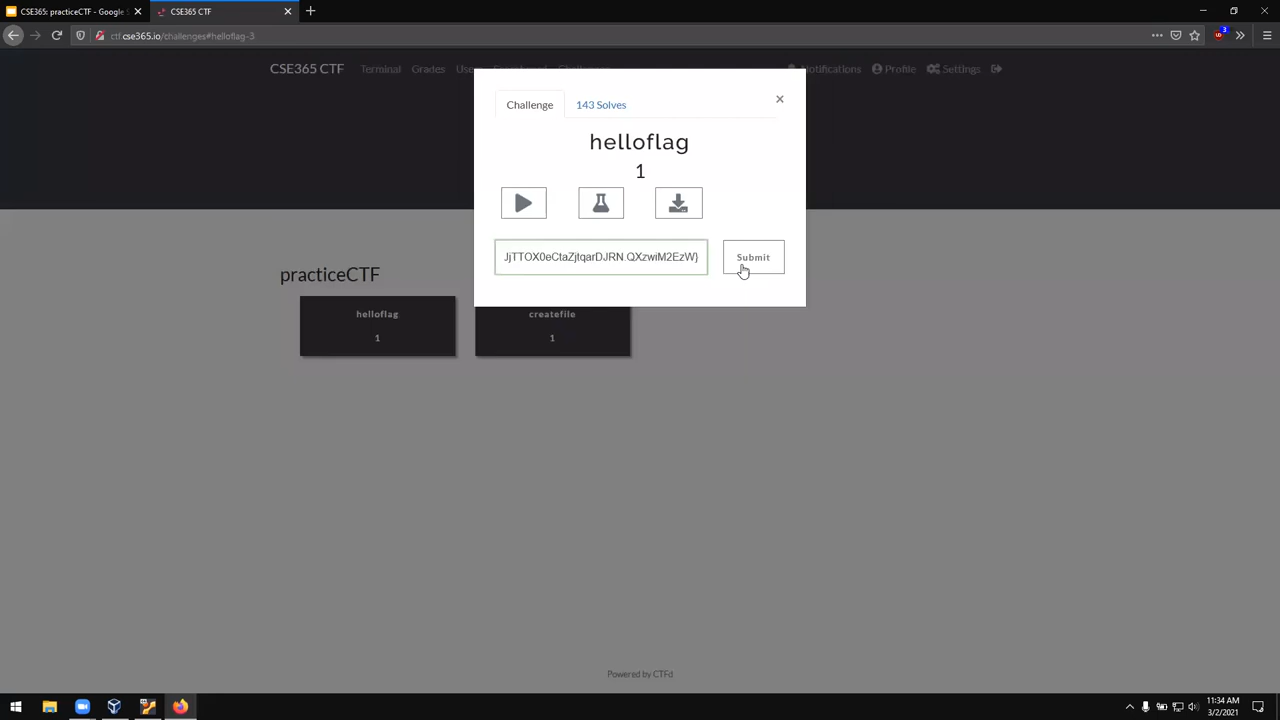 CSE365: practiceCTF - Google S
CSE365 CTF
ctf.cse365.io/challenges#helloflag-3
3
CSE365 CTF
Terminal
Grades
Notifications
Profile
Settings
Challenge
143 Solves
×
helloflag
1
JjTTOX0eCtaZjtqarDJRN.QXzwiM2EzW}
Submit
practiceCTF
helloflag
1
createfile
1
Powered by CTFd
11:34 AM
3/2/2021